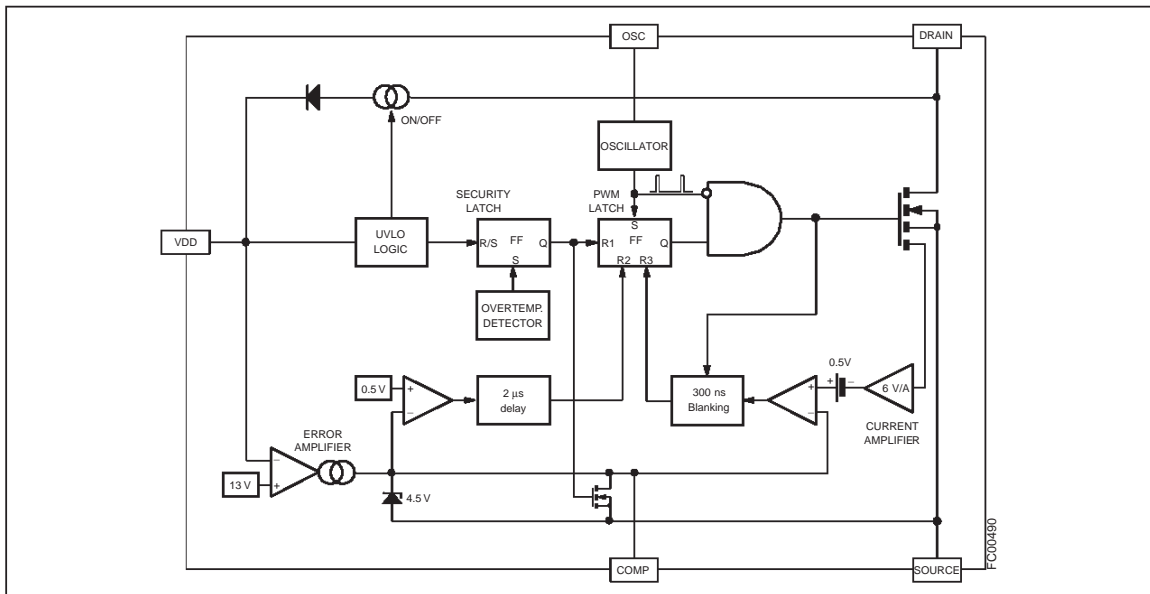 OSC
DRAIN
ON/OFF
OSCILLATOR
SECURITY
LATCH
PWM
LATCH
VDD
UVLO
LOGIC
R/S
FF
Q
S
R1
S
FF
Q
R2 R3
OVERTEMP.
DETECTOR
0.5 V
+
−
2 μs
delay
300 ns
Blanking
+
−
0.5V
+
−
6 V/A
CURRENT
AMPLIFIER
ERROR
AMPLIFIER
13 V
−
+
4.5 V
COMP
SOURCE
FC00490